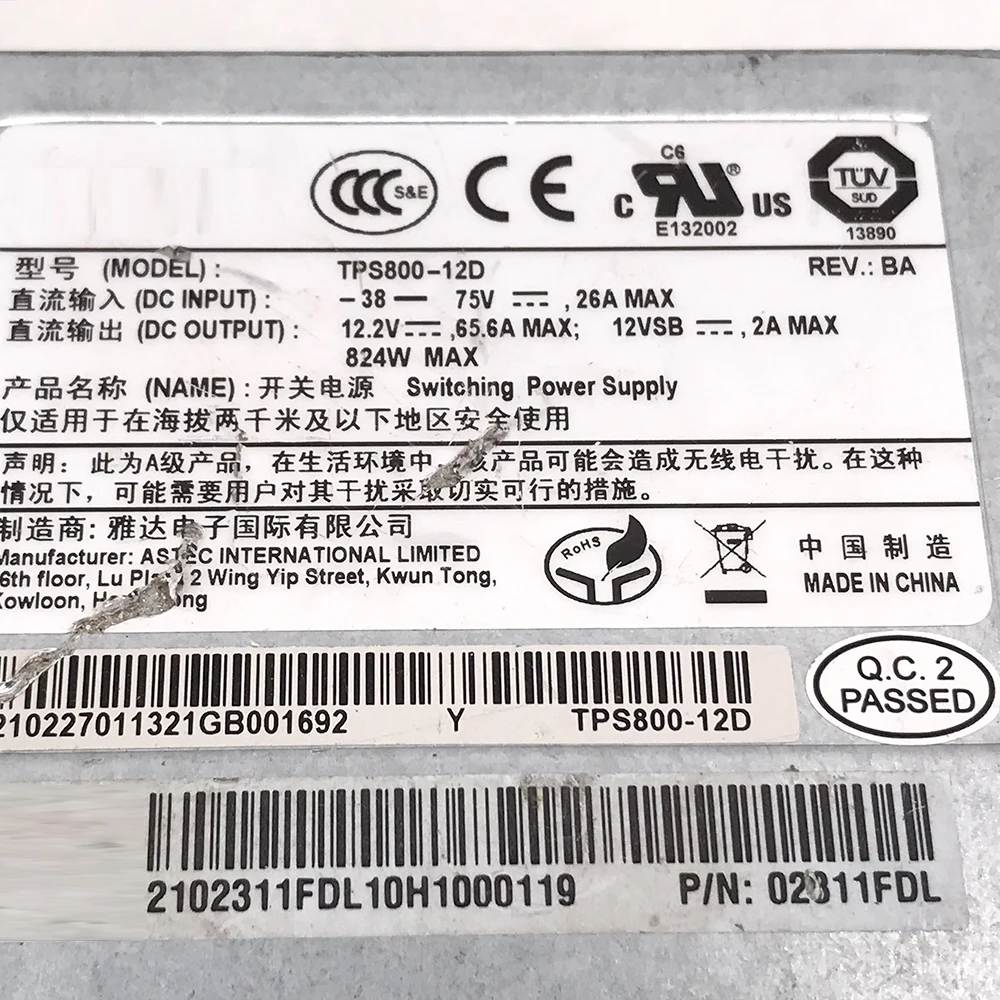 CCC S&E CE C6 c RU ® US TÜV SÜD
E132002 13890
型号 (MODEL): TPS800-12D REV.: BA
直流输入 (DC INPUT): -38 — 75V ⎓, 26A MAX
直流输出 (DC OUTPUT): 12.2V ⎓, 65.6A MAX; 12VSB ⎓, 2A MAX
824W MAX
产品名称 (NAME): 开关电源 Switching Power Supply
仅适用于在海拔两千米及以下地区安全使用
声明: 此为A级产品, 在生活环境中, 该产品可能会造成无线电干扰。在这种
情况下, 可能需要用户对其干扰采取切实可行的措施。
制造商: 雅达电子国际有限公司
Manufacturer: ASTEC INTERNATIONAL LIMITED
6th floor, Lu Plaza 2 Wing Yip Street, Kwun Tong,
Kowloon, Hong Kong
RoHS
中国制造
MADE IN CHINA
210227011321GB001692 Y TPS800-12D
Q.C. 2
PASSED
2102311FDL10H1000119 P/N: 02311FDL